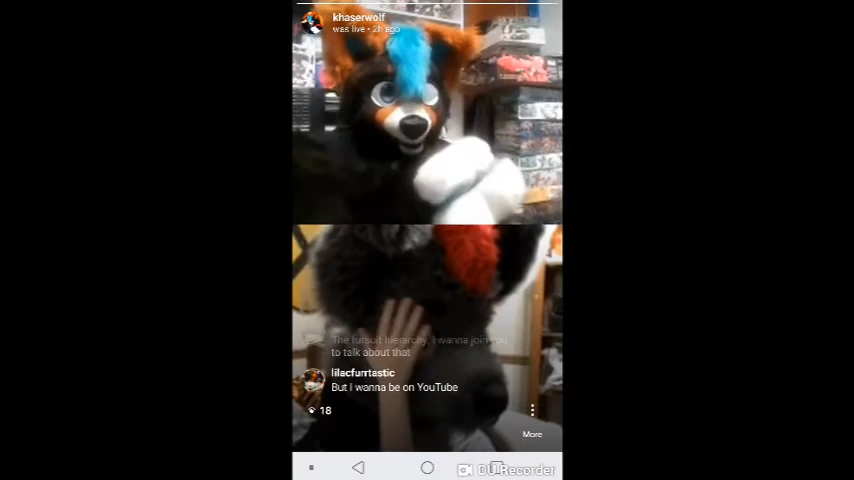 khaserwolf
was live • 2h ago
The fursuit hierarchy, I wanna join you
to talk about that
lilacfurrtastic
But I wanna be on YouTube
18
More
DU Recorder